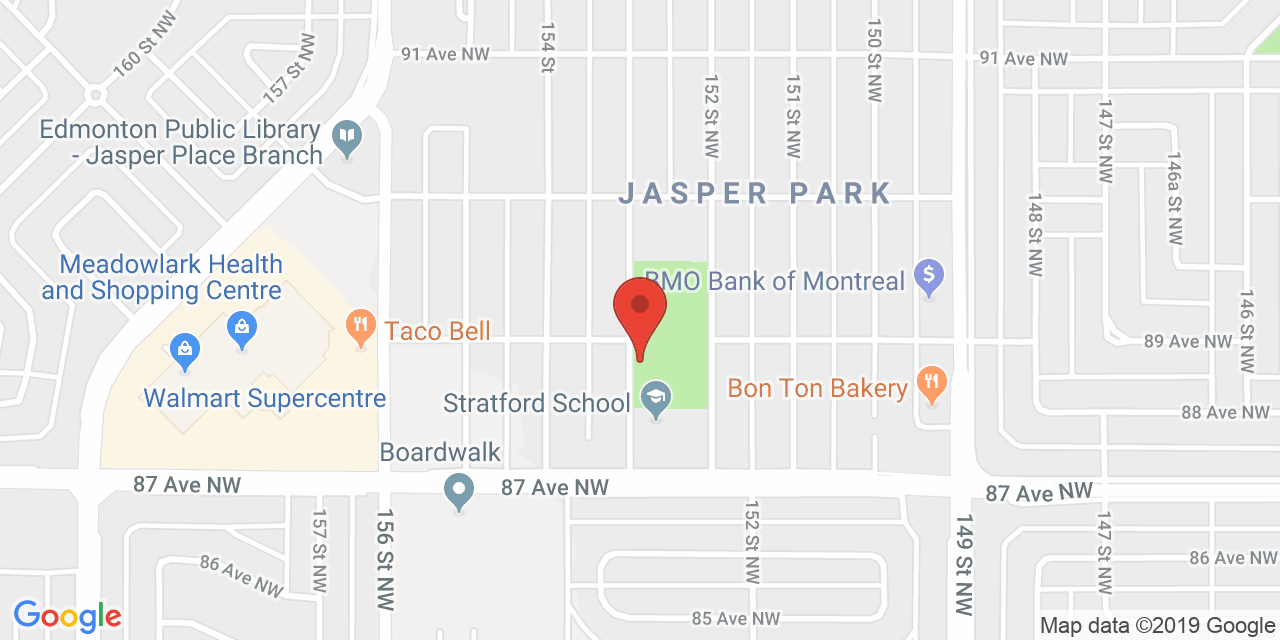 160 St NW
157 St NW
91 Ave NW
154 St
152 St NW
151 St NW
150 St NW
91 Ave NW
147 St NW
146a St NW
148 St NW
146 St NW
Edmonton Public Library
- Jasper Place Branch
JASPER PARK
Meadowlark Health
and Shopping Centre
BMO Bank of Montreal
Taco Bell
89 Ave NW
Walmart Supercentre
Stratford School
Bon Ton Bakery
88 Ave NW
Boardwalk
87 Ave NW
87 Ave NW
87 Ave NW
157 St NW
156 St NW
152 St NW
149 St NW
147 St NW
86 Ave NW
86 Ave NW
85 Ave NW
Google
Map data ©2019 Google